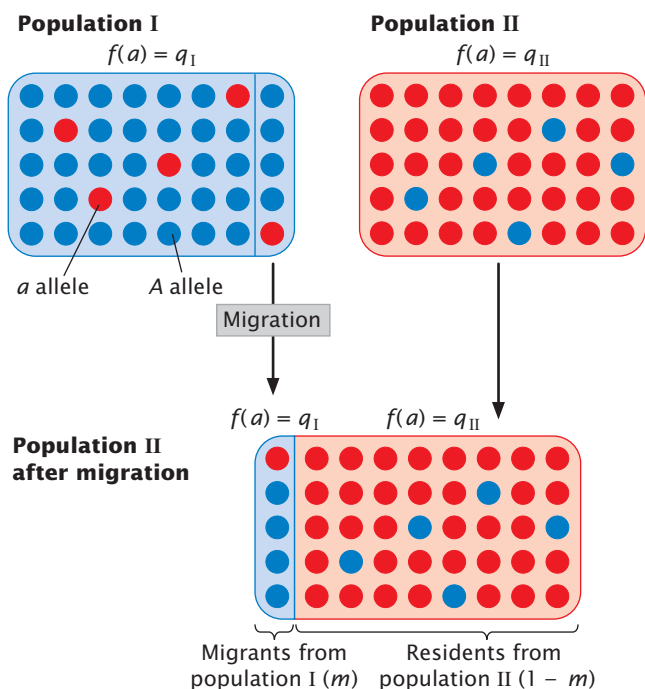 Population I
f(a) = qI
Population II
f(a) = qII
a allele
A allele
Migration
f(a) = qI
f(a) = qII
Population II
after migration
Migrants from
population I (m)
Residents from
population II (1 – m)